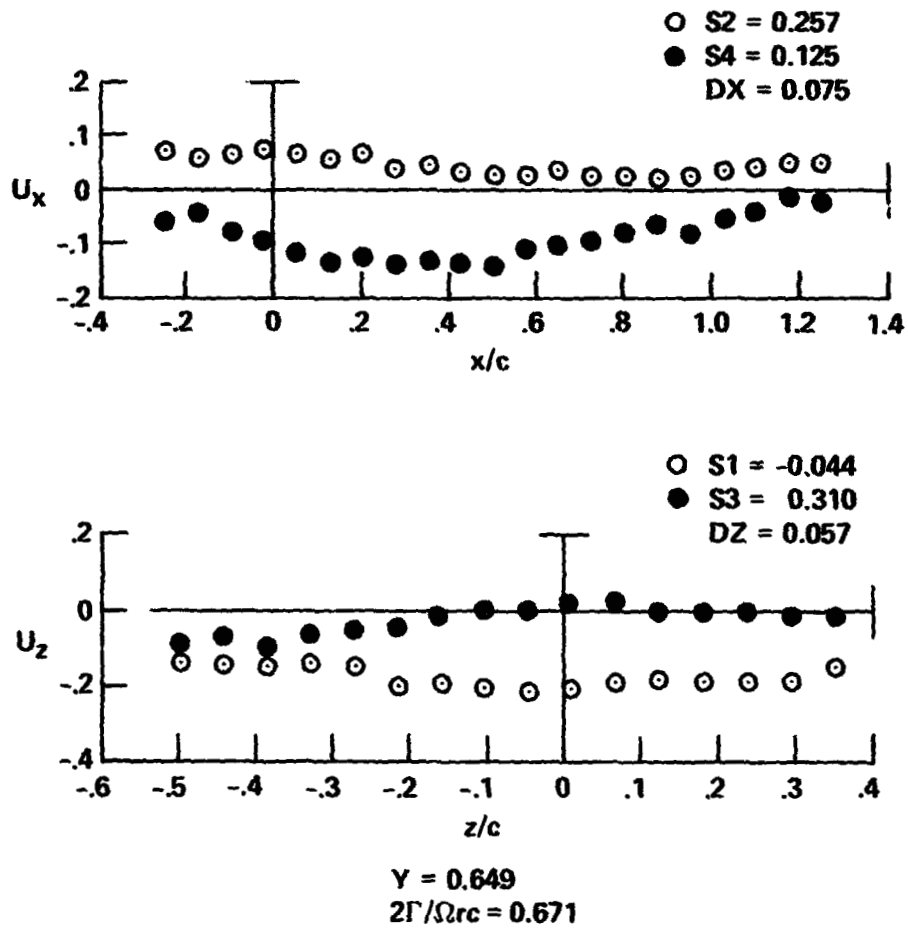 S2 = 0.257
S4 = 0.125
DX = 0.075
.2
.1
0
-.1
-.2
Ux
-.4 -.2 0 .2 .4 .6 .8 1.0 1.2 1.4
x/c
S1 = -0.044
S3 = 0.310
DZ = 0.057
.2
0
-.2
-.4
Uz
-.6 -.5 -.4 -.3 -.2 -.1 0 .1 .2 .3 .4
z/c
Y = 0.649
2Γ/Ωrc = 0.671